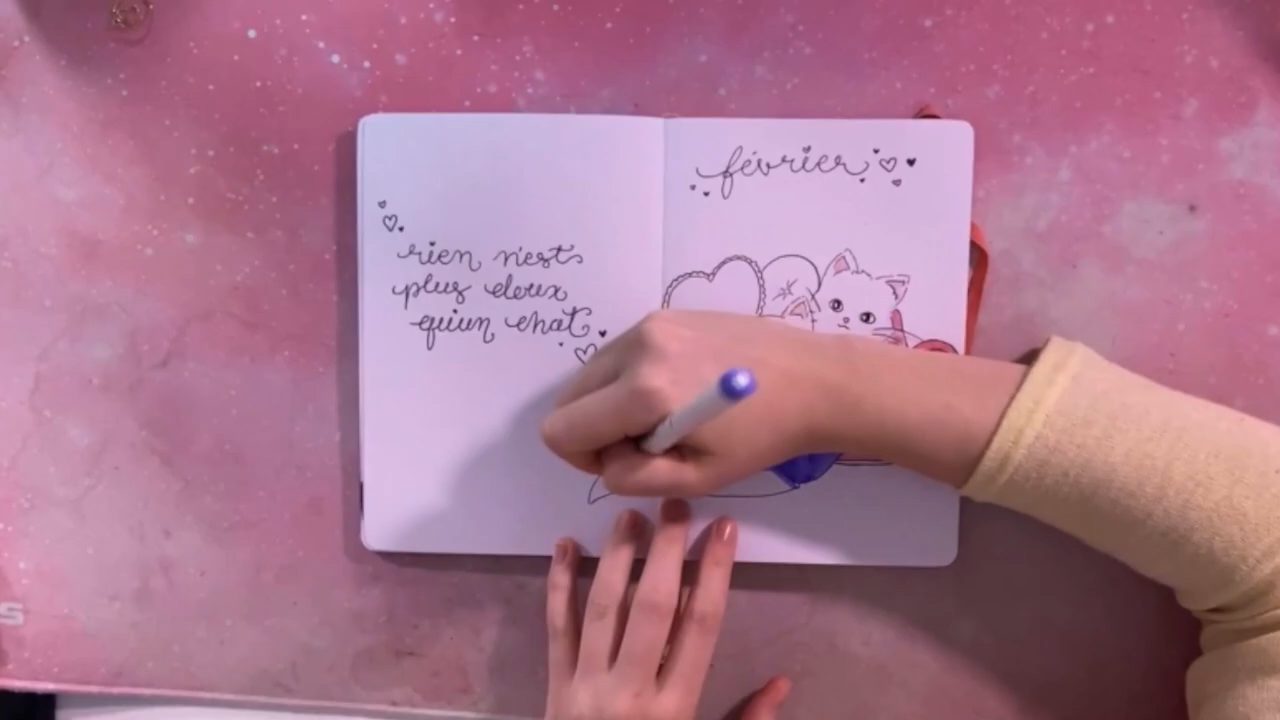 rien n'est
plus doux
qu'un chat
février
s